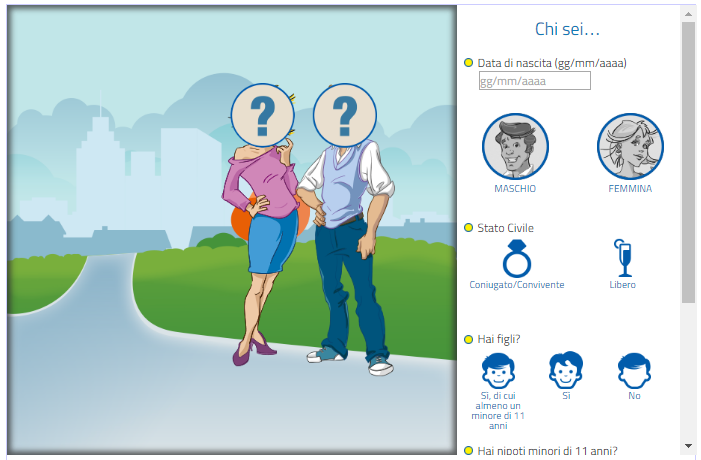 Chi sei...
Data di nascita (gg/mm/aaaa)
gg/mm/aaaa
? ?
MASCHIO FEMMINA
Stato Civile
Coniugato/Convivente Libero
Hai figli?
Sì, di cui
almeno un
minore di 11
anni
Sì
No
Hai nipoti minori di 11 anni?